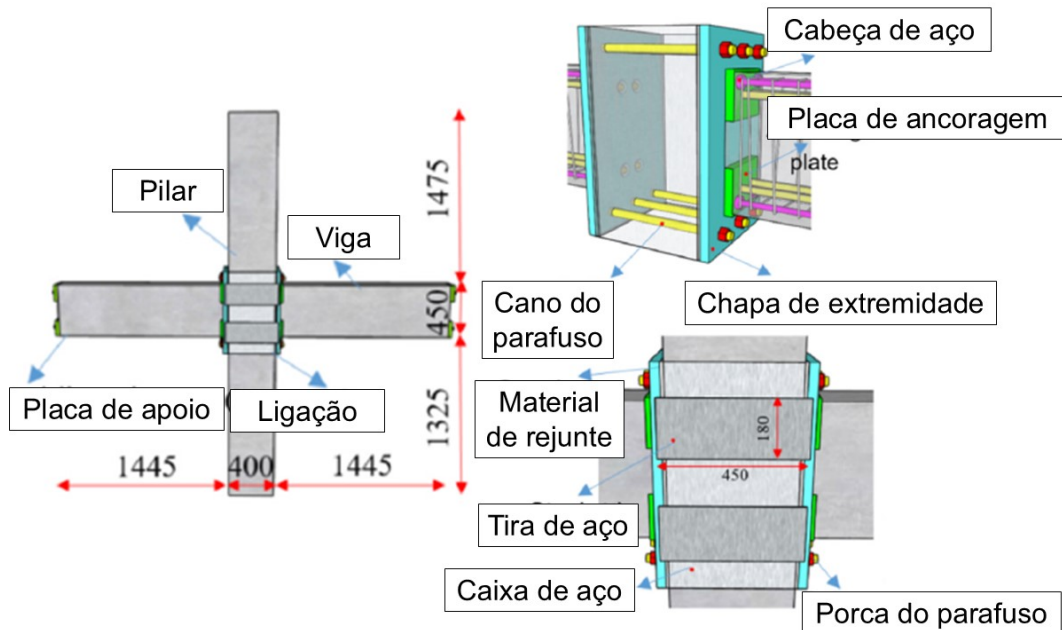 Pilar
Viga
1475
450
1325
Placa de apoio
Ligação
1445
400
1445
Cabeça de aço
Placa de ancoragem
plate
Cano do
parafuso
Chapa de extremidade
Material
de rejunte
180
450
Tira de aço
Caixa de aço
Porca do parafuso